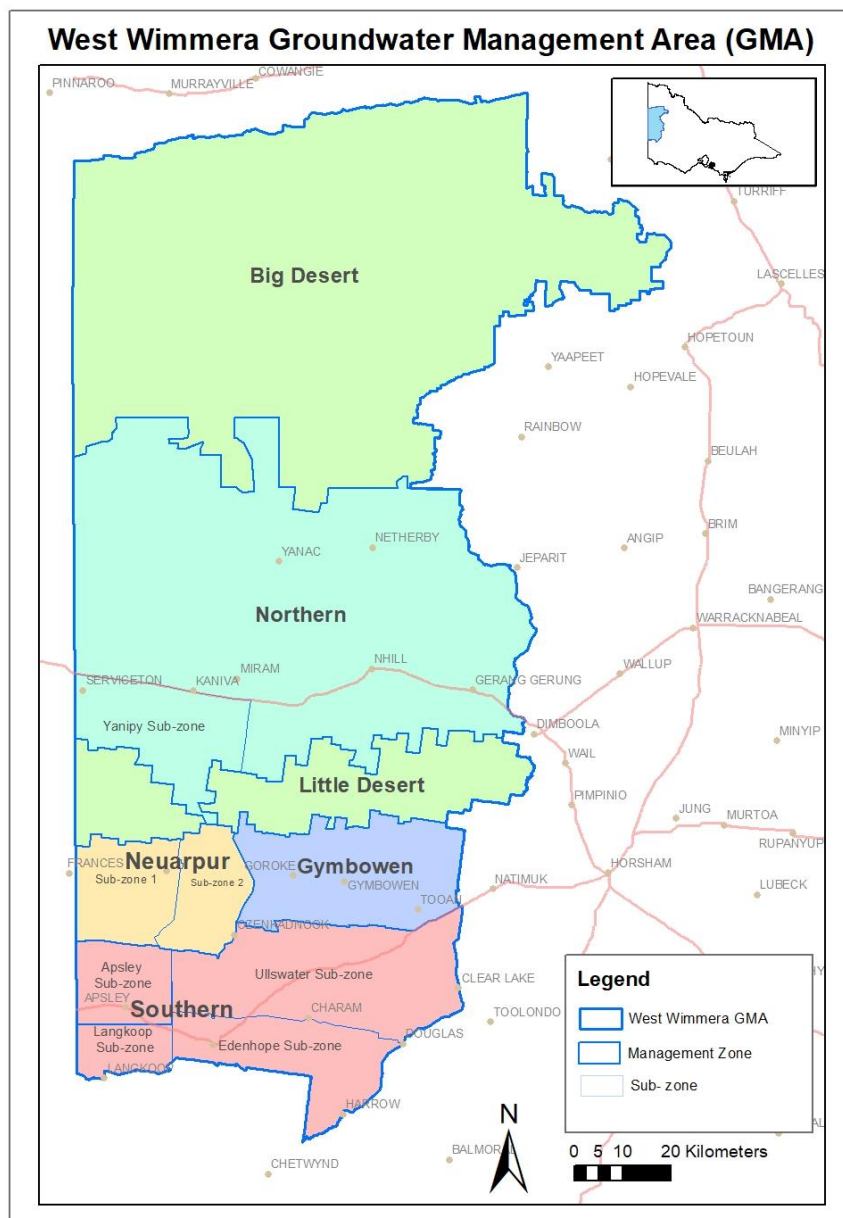 West Wimmera Groundwater Management Area (GMA)
COWANGIE
PINNAROO
MURRAYVILLE
TURRIFF
Big Desert
LASCELLES
HOPETOUN
YAAPEET
HOPEVALE
RAINBOW
BEULAH
BRIM
NETHERBY
ANGIP
YANAC
JEPARIT
BANGERANG
Northern
WARRACKNABEAL
NHILL
WALLUP
MIRAM
SERVICETON
KANIVA
GERANG GERUNG
Yanipy Sub-zone
DIMBOOLA
MINYIP
WAIL
Little Desert
PIMPINIO
JUNG
MURTOA
RUPANYUP
Neuarpur
FRANCES
GOROKE
Gymbowen
HORSHAM
Sub-zone 1
Sub-zone 2
GYMBOWEN
NATIMUK
LUBECK
TOOAN
OZENKADNOOK
Apsley
Sub-zone
Ullswater Sub-zone
CLEAR LAKE
APSLEY
Southern
CHARAM
TOOLONDO
Langkoop
Sub-zone
Edenhope Sub-zone
DOUGLAS
LANGKOOP
HARROW
BALMORAL
CHETWYND
Legend
West Wimmera GMA
Management Zone
Sub- zone
N
0 5 10 20 Kilometers